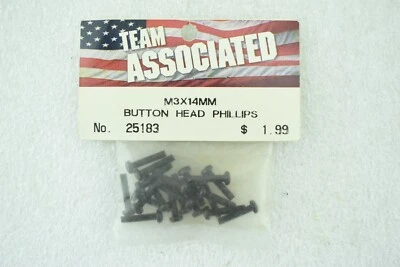 TEAM
ASSOCIATED
M3X14MM
BUTTON HEAD PHILLIPS
No. 25183 $ 1.99